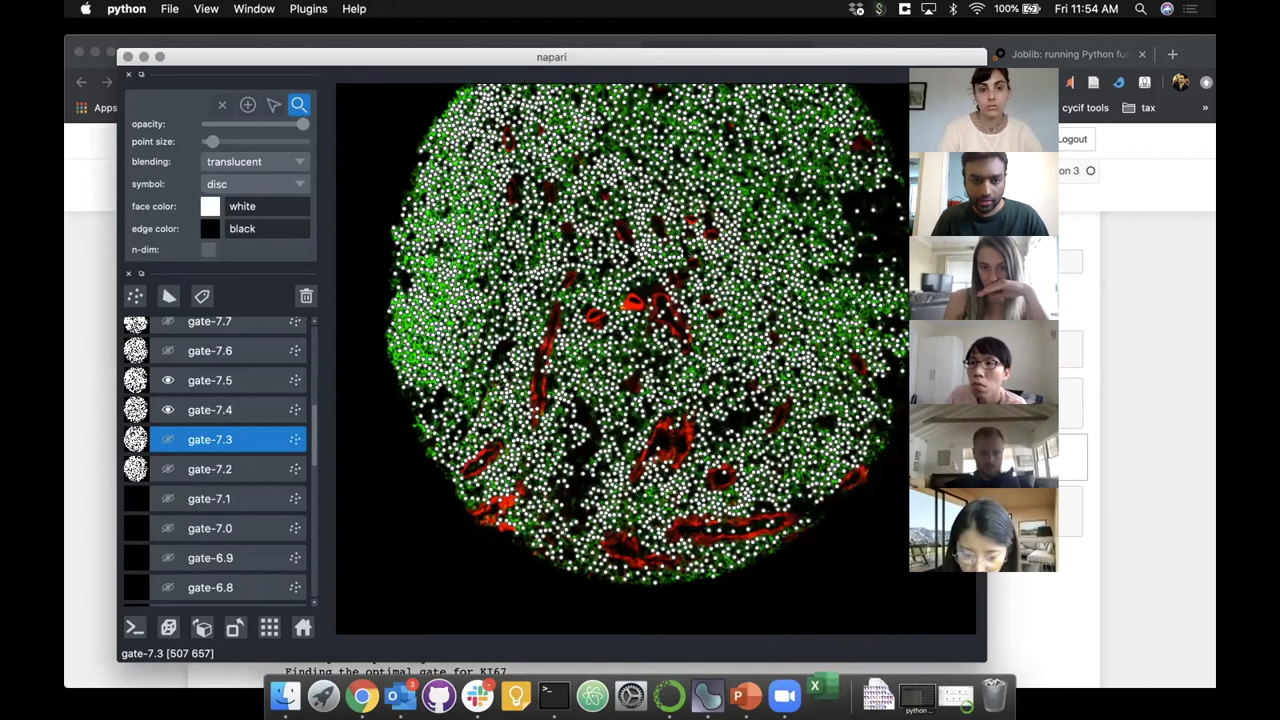 python File View Window Plugins Help
100% Fri 11:54 AM
napari
Joblib: running Python fu
Apps
cycif tools
tax
»
opacity:
point size:
blending: translucent
symbol: disc
face color: white
edge color: black
n-dim:
Logout
on 3
gate-7.7
gate-7.6
gate-7.5
gate-7.4
gate-7.3
gate-7.2
gate-7.1
gate-7.0
gate-6.9
gate-6.8
gate-7.3 [507 657]
Finding the optimal gate for KI67
3
python ...